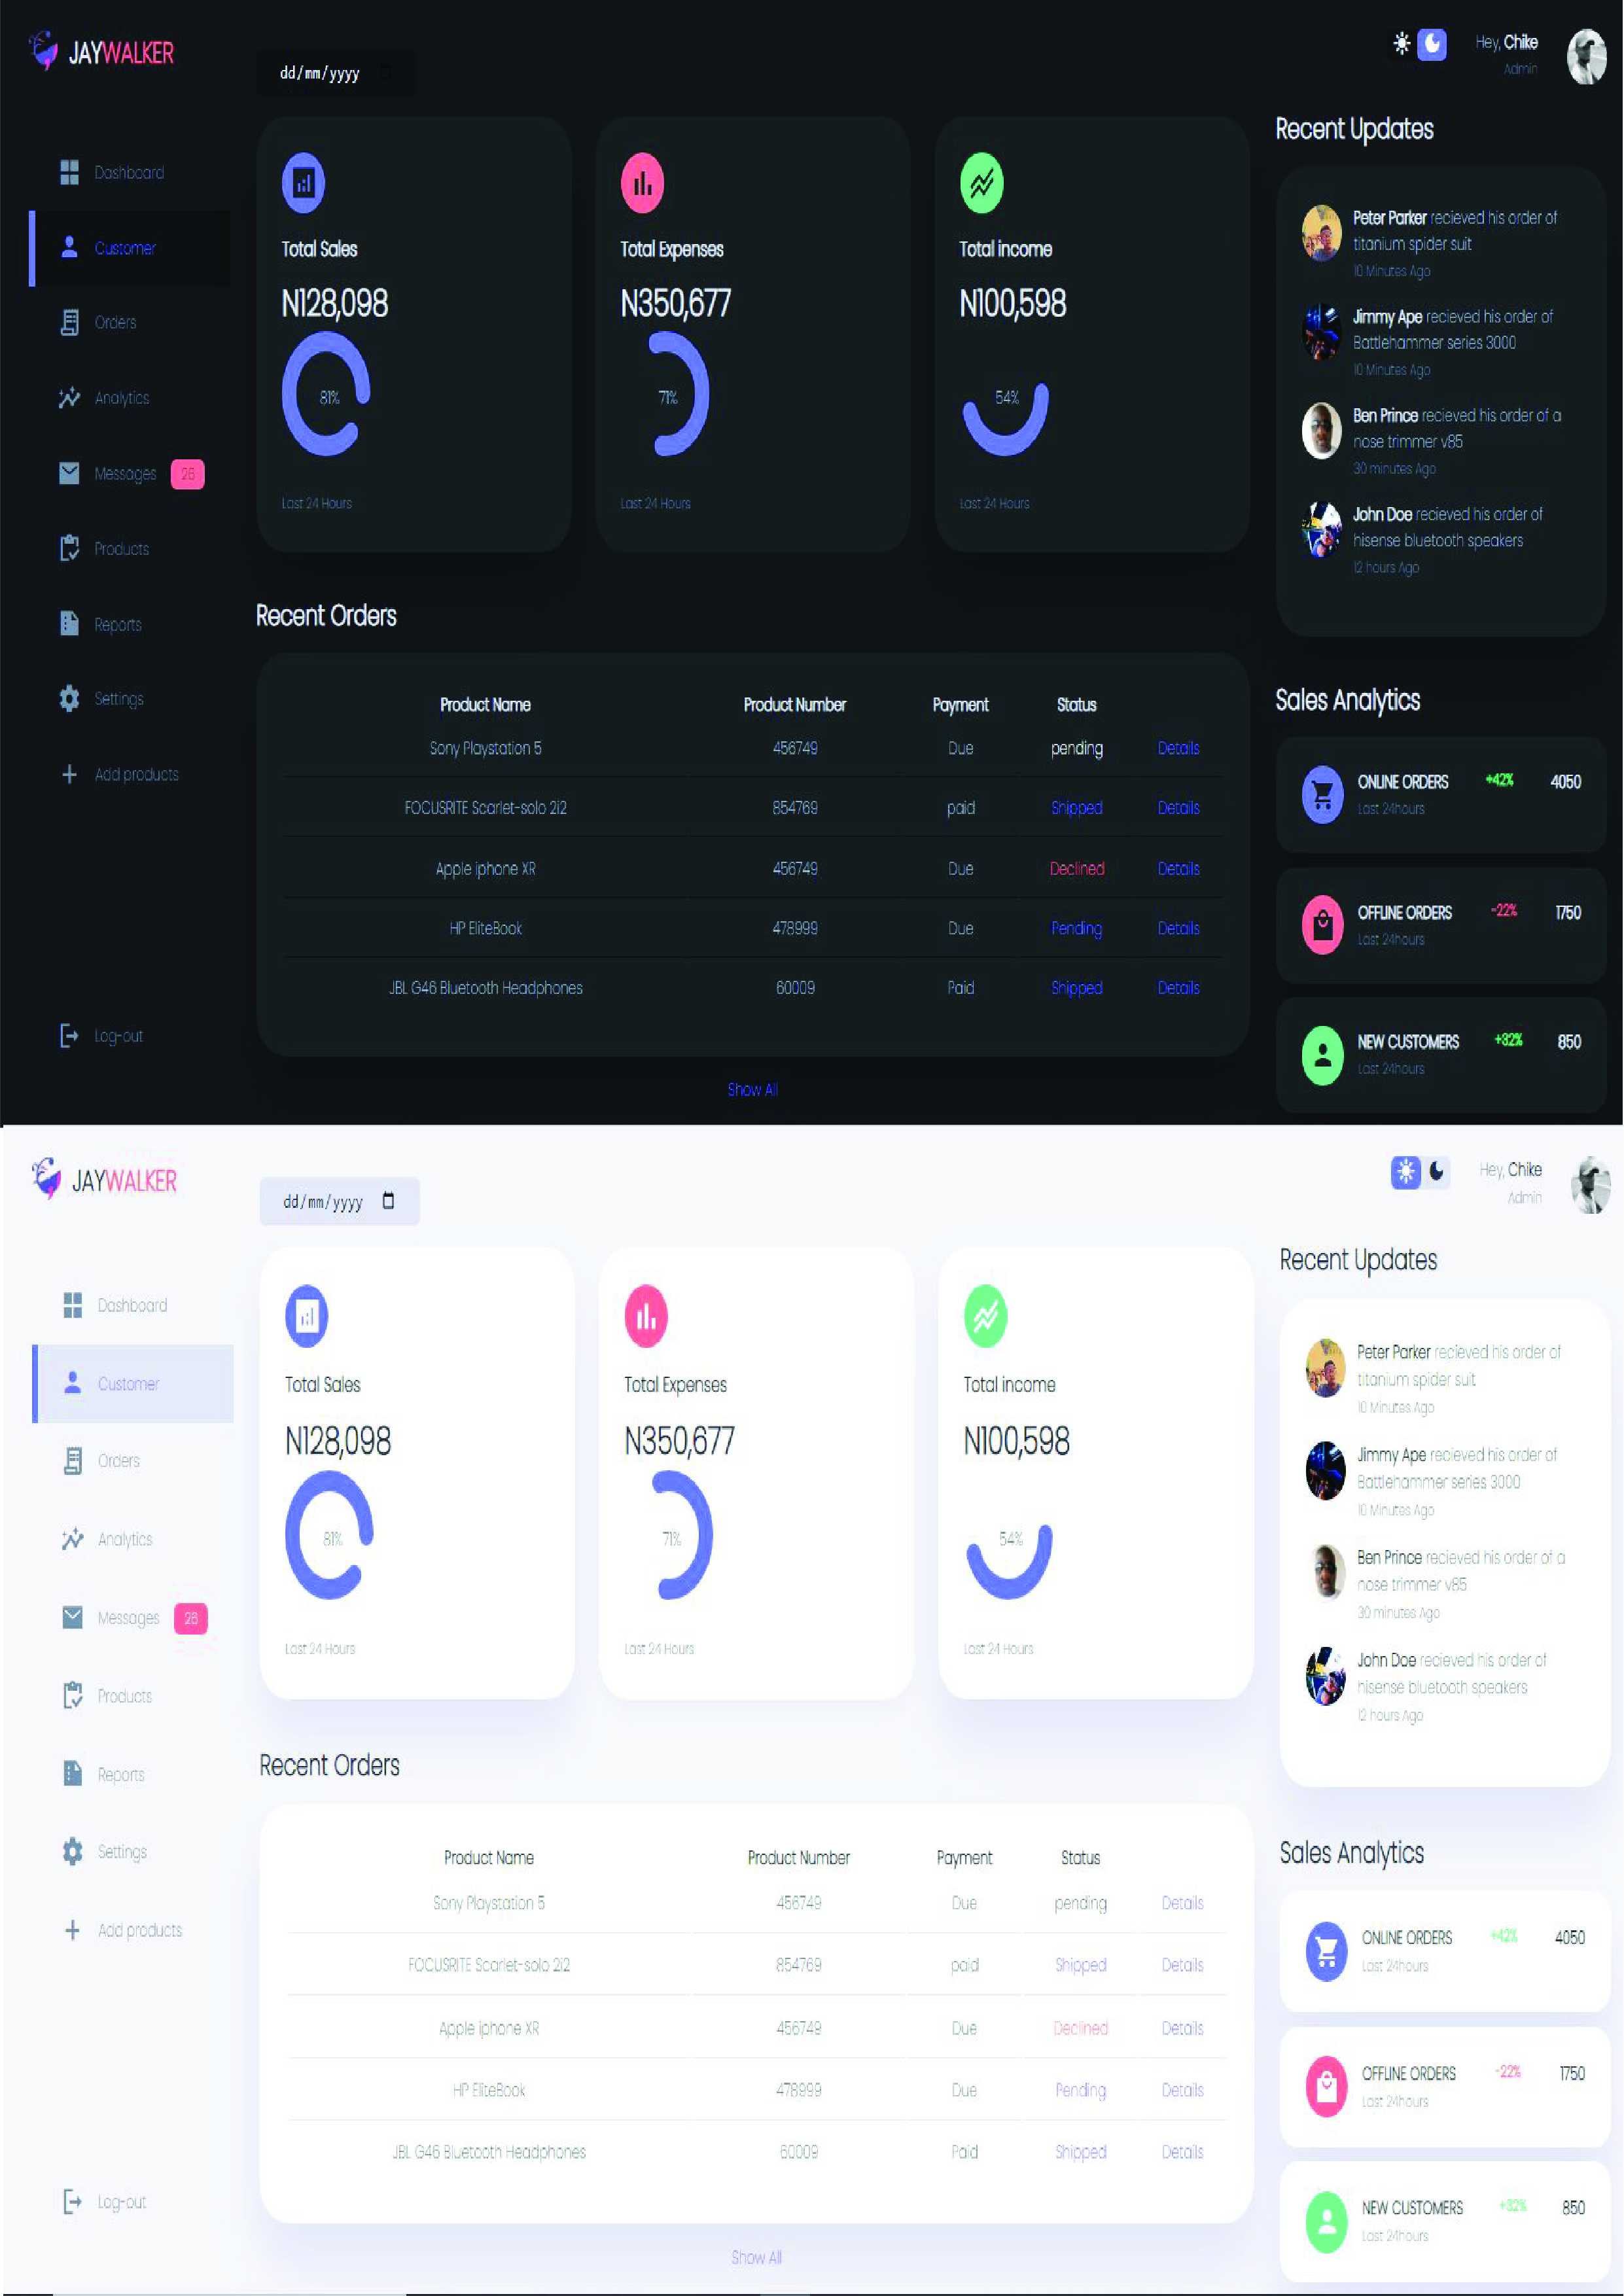 JAYWALKER
dd/mm/yyyy
Hey, Chike
Admin
Dashboard
Customer
Orders
Analytics
Messages 26
Products
Reports
Settings
Add products
Log-out
Total Sales
N128,098
81%
Last 24 Hours
Total Expenses
N350,677
71%
Last 24 Hours
Total income
N100,598
54%
Last 24 Hours
Recent Orders
Product Name Product Number Payment Status
Sony Playstation 5 456749 Due pending Details
FOCUSRITE Scarlet-solo 2i2 854769 paid Shipped Details
Apple iphone XR 456749 Due Declined Details
HP EliteBook 478999 Due Pending Details
JBL G46 Bluetooth Headphones 60009 Paid Shipped Details
Show All
Recent Updates
Peter Parker recieved his order of
titanium spider suit
10 Minutes Ago
Jimmy Ape recieved his order of
Battlehammer series 3000
10 Minutes Ago
Ben Prince recieved his order of a
nose trimmer v85
30 minutes Ago
John Doe recieved his order of
hisense bluetooth speakers
12 hours Ago
Sales Analytics
ONLINE ORDERS +42% 4050
Last 24hours
OFFLINE ORDERS -22% 1750
Last 24hours
NEW CUSTOMERS +32% 850
Last 24hours
JAYWALKER
dd/mm/yyyy
Hey, Chike
Admin
Dashboard
Customer
Orders
Analytics
Messages 26
Products
Reports
Settings
Add products
Log-out
Total Sales
N128,098
81%
Last 24 Hours
Total Expenses
N350,677
71%
Last 24 Hours
Total income
N100,598
54%
Last 24 Hours
Recent Orders
Product Name Product Number Payment Status
Sony Playstation 5 456749 Due pending Details
FOCUSRITE Scarlet-solo 2i2 854769 paid Shipped Details
Apple iphone XR 456749 Due Declined Details
HP EliteBook 478999 Due Pending Details
JBL G46 Bluetooth Headphones 60009 Paid Shipped Details
Show All
Recent Updates
Peter Parker recieved his order of
titanium spider suit
10 Minutes Ago
Jimmy Ape recieved his order of
Battlehammer series 3000
10 Minutes Ago
Ben Prince recieved his order of a
nose trimmer v85
30 minutes Ago
John Doe recieved his order of
hisense bluetooth speakers
12 hours Ago
Sales Analytics
ONLINE ORDERS +42% 4050
Last 24hours
OFFLINE ORDERS -22% 1750
Last 24hours
NEW CUSTOMERS +32% 850
Last 24hours